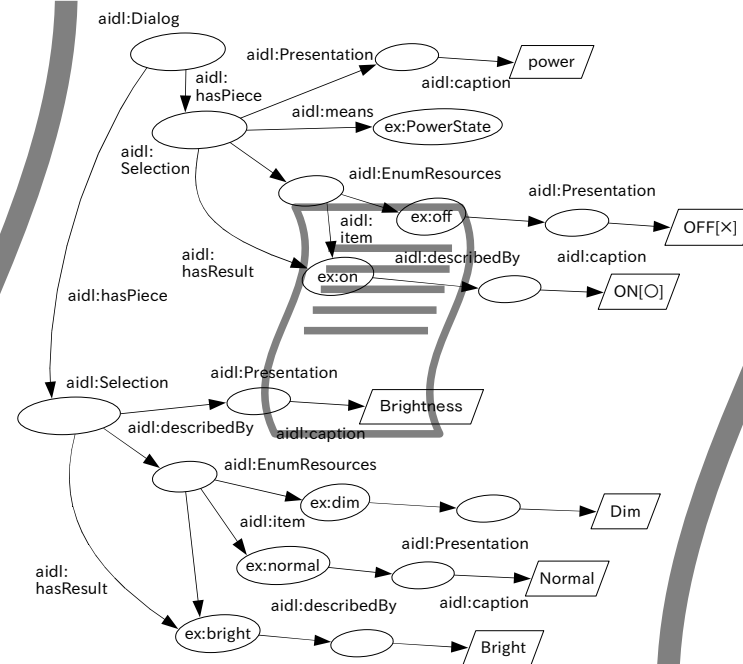 aidl:Dialog
aidl:Presentation
power
aidl:
hasPiece
aidl:caption
aidl:means
ex:PowerState
aidl:
Selection
aidl:EnumResources
aidl:Presentation
ex:off
OFF[×]
aidl:
item
aidl:
hasResult
aidl:describedBy
aidl:caption
ex:on
ON[○]
aidl:hasPiece
aidl:Presentation
aidl:Selection
Brightness
aidl:describedBy
aidl:caption
aidl:EnumResources
ex:dim
Dim
aidl:item
aidl:Presentation
ex:normal
Normal
aidl:
hasResult
aidl:describedBy
aidl:caption
ex:bright
Bright